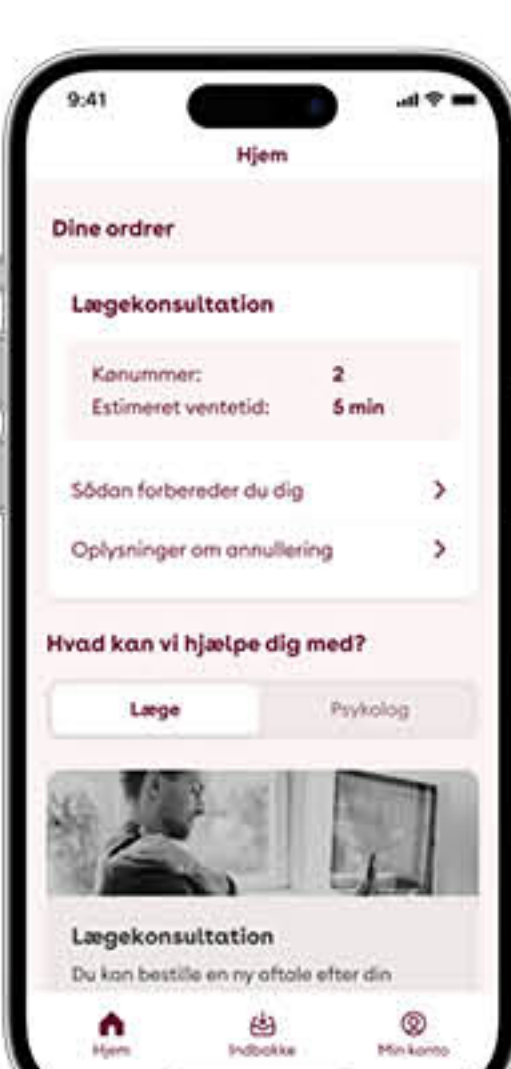 9:41
Hjem
Dine ordrer
Lægekonsultation
Kønummer: 2
Estimeret ventetid: 5 min
Sådan forbereder du dig
Oplysninger om annullering
Hvad kan vi hjælpe dig med?
Læge Psykolog
Lægekonsultation
Du kan bestille en ny aftale efter din
Hjem Indbakke Min konto